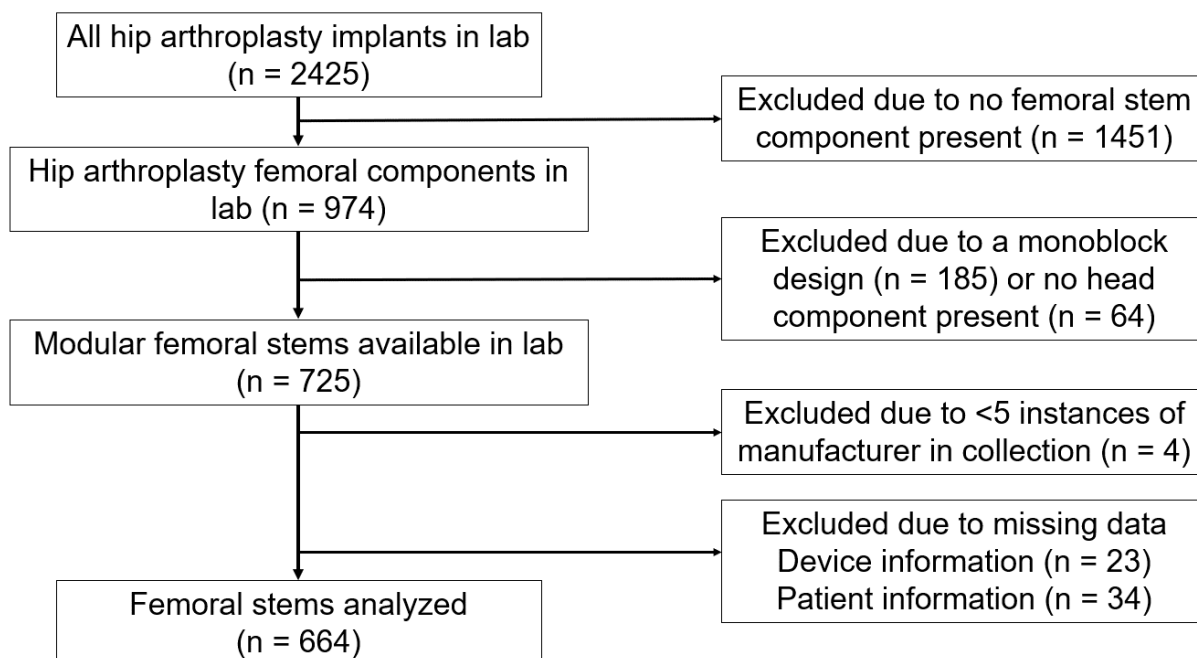 All hip arthroplasty implants in lab
(n = 2425)
Excluded due to no femoral stem
component present (n = 1451)
Hip arthroplasty femoral components in
lab (n = 974)
Excluded due to a monoblock
design (n = 185) or no head
component present (n = 64)
Modular femoral stems available in lab
(n = 725)
Excluded due to <5 instances of
manufacturer in collection (n = 4)
Excluded due to missing data
Device information (n = 23)
Patient information (n = 34)
Femoral stems analyzed
(n = 664)